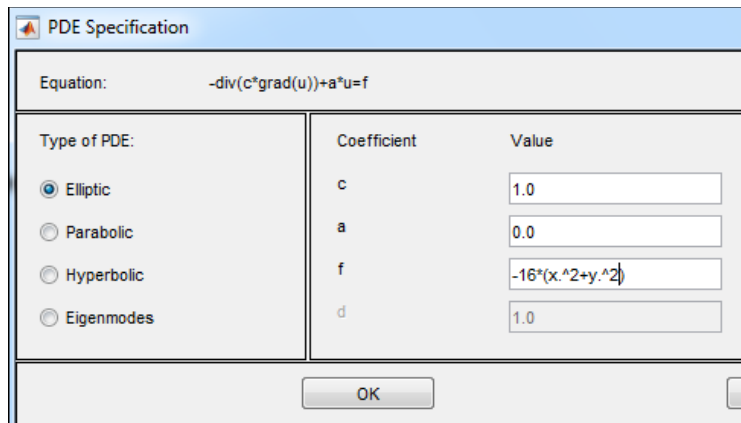 PDE Specification
Equation: -div(c*grad(u))+a*u=f
Type of PDE:
Elliptic
Parabolic
Hyperbolic
Eigenmodes
Coefficient Value
c 1.0
a 0.0
f -16*(x.^2+y.^2)
d 1.0
OK